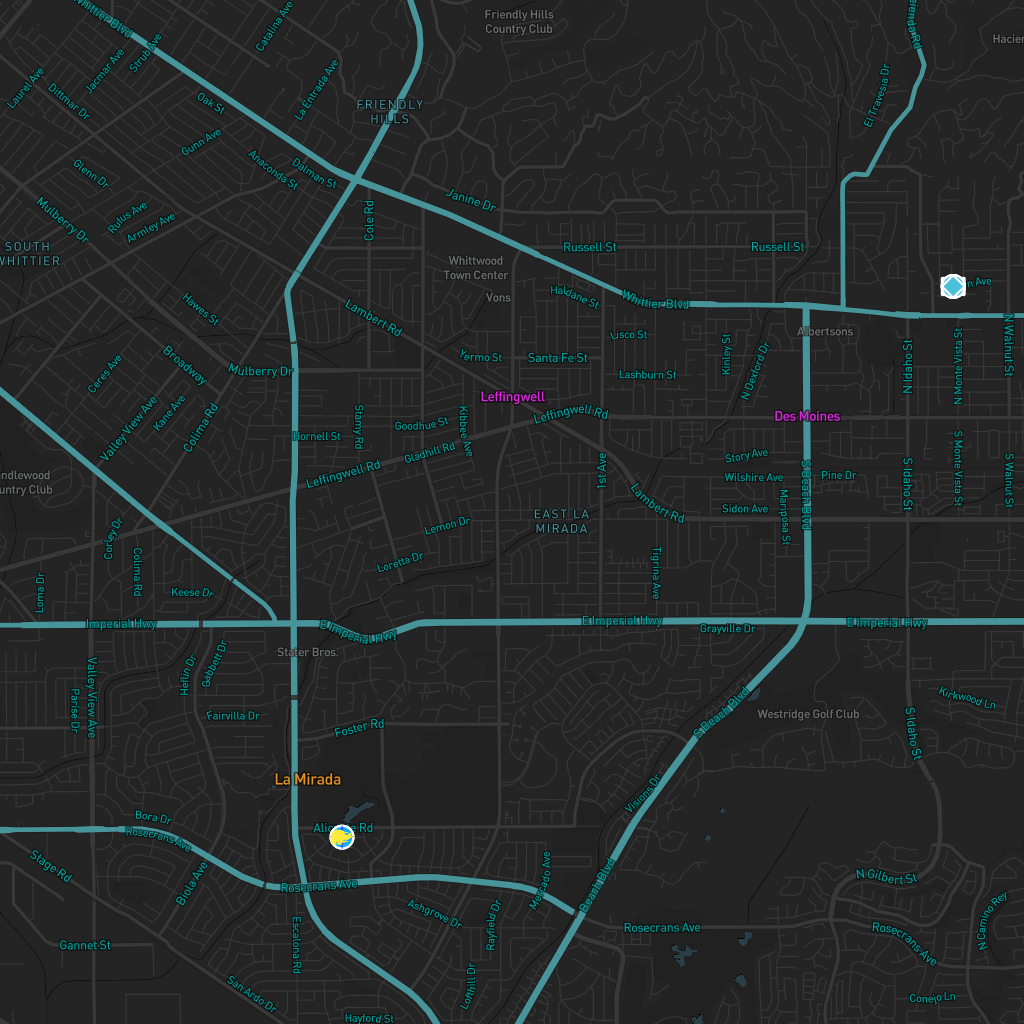 Friendly Hills
Country Club
Hacien
Whittier Blvd
Catalina Ave
Strub Ave
Jacmar Ave
Laurel Ave
Dittmar Dr
Oak St
La Entrada Ave
FRIENDLY
HILLS
El Travesia Dr
Gunn Ave
Anaconda St
Dalman St
Glenn Dr
Janine Dr
Mulberry Dr
Rufus Ave
Armley Ave
Cole Rd
SOUTH
WHITTIER
Russell St
Russell St
Whittwood
Town Center
Vons
Haldane St
Whittier Blvd
n Ave
Hawes St
Lambert Rd
Lisco St
Albertsons
N Walnut St
Kinley St
N Idaho St
N Monte Vista St
Broadway
Mulberry Dr
Yermo St
Santa Fe St
Lashburn St
N Dexford Dr
Ceres Ave
Leffingwell
Leffingwell Rd
Des Moines
Valley View Ave
Kane Ave
Colima Rd
Stamy Rd
Kibbee Ave
Goodhue St
Hornell St
Gladhill Rd
Leffingwell Rd
1st Ave
Story Ave
Wilshire Ave
Pine Dr
S Beach Blvd
S Idaho St
S Monte Vista St
S Walnut St
ndlewood
ountry Club
Lambert Rd
Sidon Ave
Mariposa St
EAST LA
MIRADA
Lemon Dr
Corley Dr
Colima Rd
Loretta Dr
Tigrina Ave
Loma Dr
Keese Dr
Imperial Hwy
E Imperial Hwy
E Imperial Hwy
Grayville Dr
E Imperial Hwy
Stater Bros.
Gabbett Dr
Heflin Dr
Valley View Ave
Parise Dr
Fairvilla Dr
Foster Rd
S Beach Blvd
Westridge Golf Club
Kirkwood Ln
S Idaho St
La Mirada
Visions Dr
Bora Dr
Rosecrans Ave
Alic Rd
Stage Rd
Biola Ave
Rosecrans Ave
Mercado Ave
Beach Blvd
N Gilbert St
Ashgrove Dr
Rayfield Dr
Rosecrans Ave
Rosecrans Ave
N Camino Rey
Escalona Rd
Gannet St
San Ardo Dr
Lofthill Dr
Conejo Ln
Hayford St